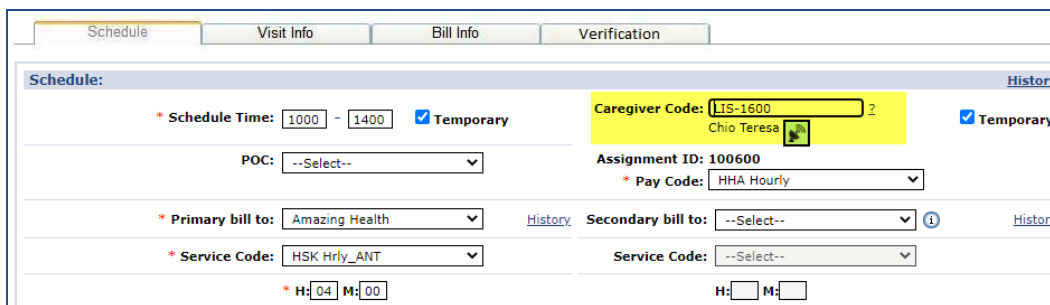 Schedule Visit Info Bill Info Verification
Schedule: Histor
* Schedule Time: 1000 - 1400 Temporary Caregiver Code: LIS-1600 ? Temporary
Chio Teresa
POC: --Select-- Assignment ID: 100600
* Pay Code: HHA Hourly
* Primary bill to: Amazing Health History Secondary bill to: --Select-- i Histor
* Service Code: HSK Hrly_ANT Service Code: --Select--
* H: 04 M: 00 H: M: